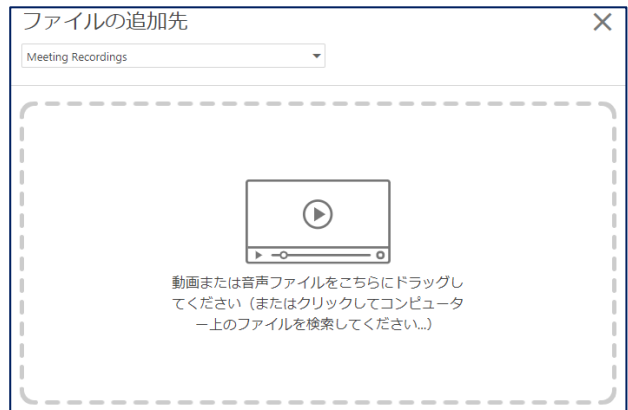 ファイルの追加先
Meeting Recordings
動画または音声ファイルをこちらにドラッグし
てください（またはクリックしてコンピュータ
ー上のファイルを検索してください...）